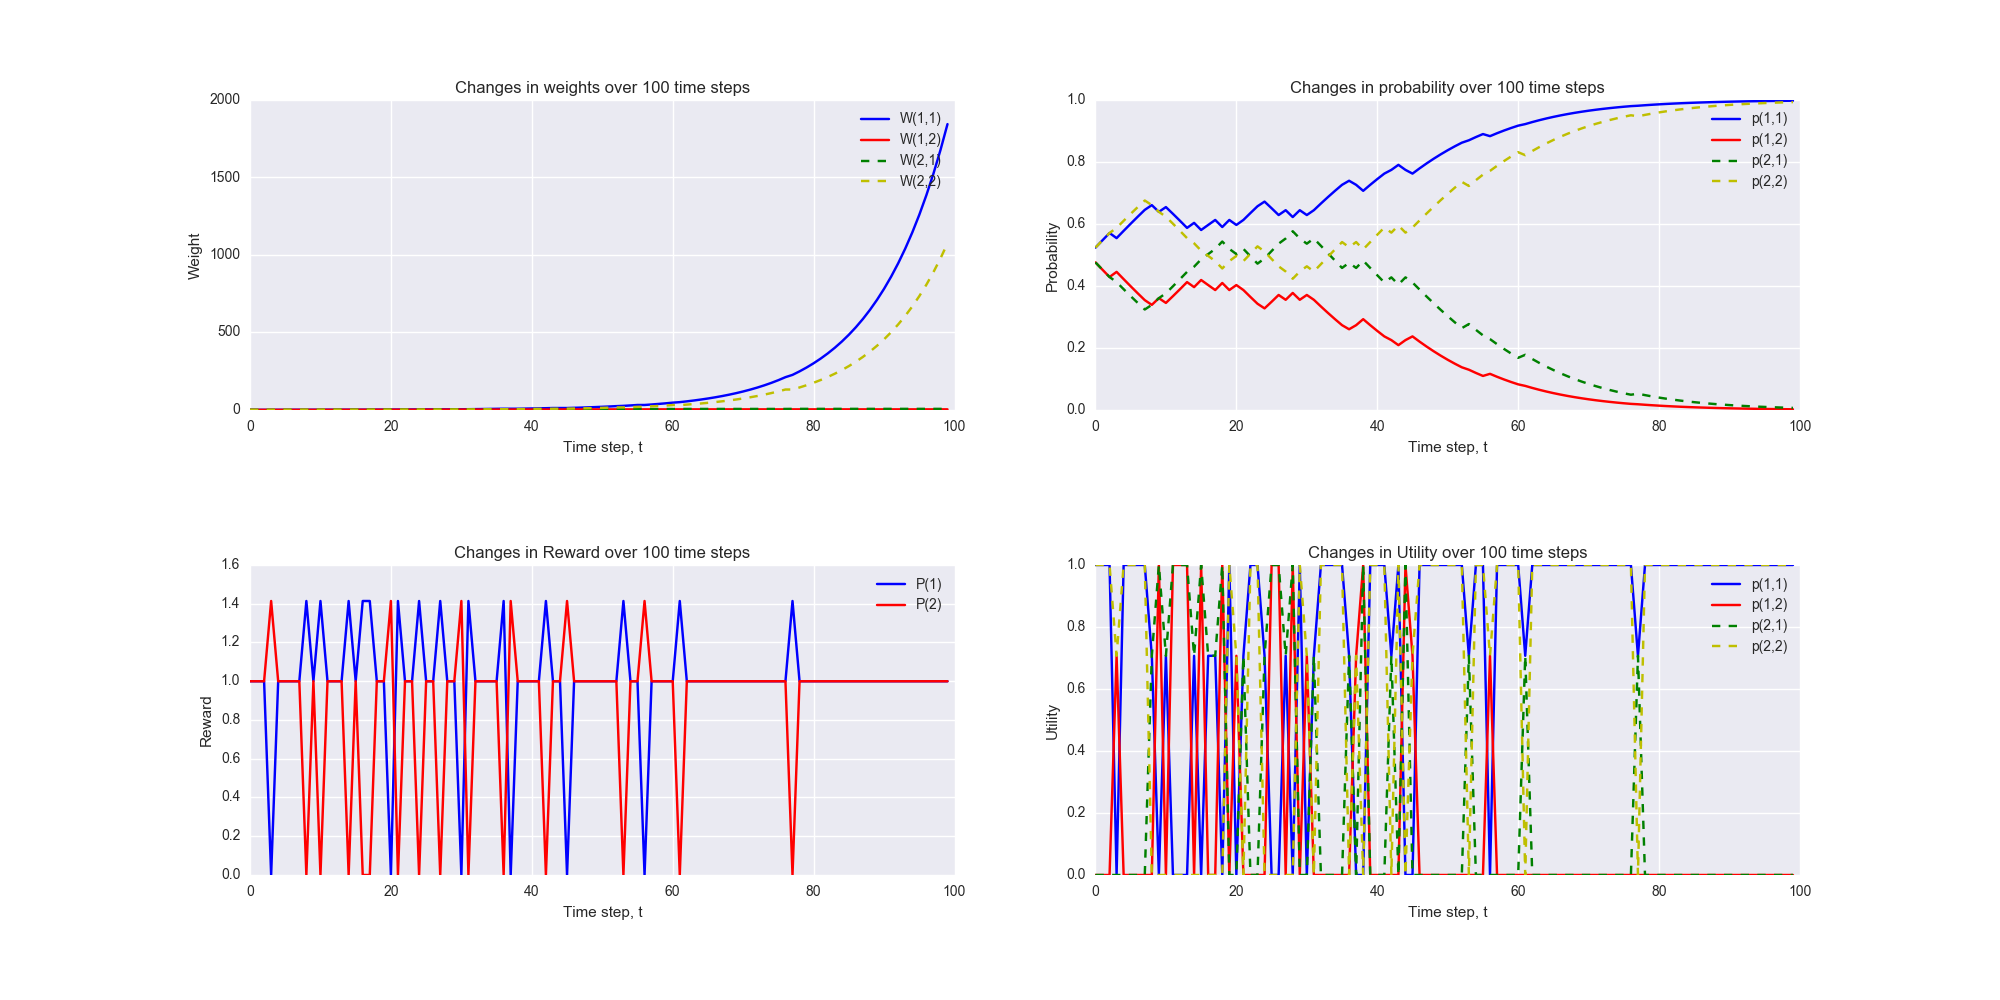 Changes in weights over 100 time steps
2000
1500
1000
500
0
Weight
W(1,1)
W(1,2)
W(2,1)
W(2,2)
0 20 40 60 80 100
Time step, t
Changes in probability over 100 time steps
1.0
0.8
0.6
0.4
0.2
0.0
Probability
p(1,1)
p(1,2)
p(2,1)
p(2,2)
0 20 40 60 80 100
Time step, t
Changes in Reward over 100 time steps
1.6
1.4
1.2
1.0
0.8
0.6
0.4
0.2
0.0
Reward
P(1)
P(2)
0 20 40 60 80 100
Time step, t
Changes in Utility over 100 time steps
1.0
0.8
0.6
0.4
0.2
0.0
Utility
p(1,1)
p(1,2)
p(2,1)
p(2,2)
0 20 40 60 80 100
Time step, t